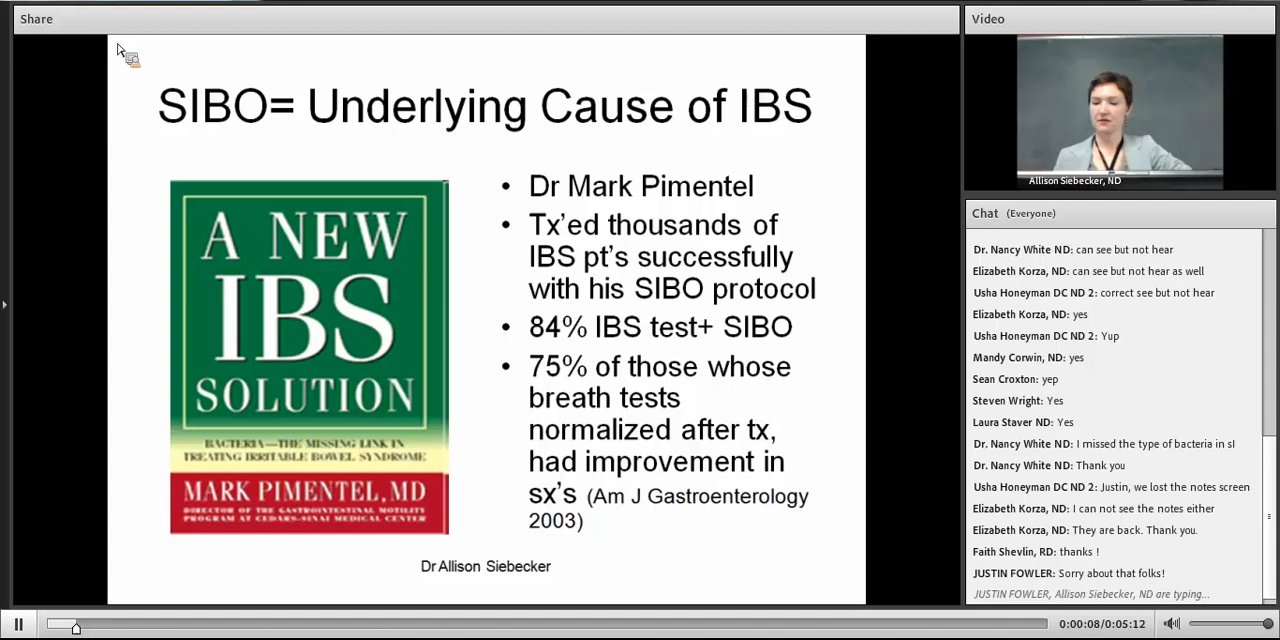 Share
SIBO= Underlying Cause of IBS
A NEW
IBS
SOLUTION
BACTERIA—THE MISSING LINK IN
TREATING IRRITABLE BOWEL SYNDROME
MARK PIMENTEL, MD
DIRECTOR OF THE GASTROINTESTINAL MOTILITY
PROGRAM AT CEDARS-SINAI MEDICAL CENTER
• Dr Mark Pimentel
• Tx'ed thousands of
IBS pt's successfully
with his SIBO protocol
• 84% IBS test+ SIBO
• 75% of those whose
breath tests
normalized after tx,
had improvement in
sx's (Am J Gastroenterology
2003)
Dr Allison Siebecker
Video
Allison Siebecker, ND
Chat (Everyone)
Dr. Nancy White ND: can see but not hear
Elizabeth Korza, ND: can see but not hear as well
Usha Honeyman DC ND 2: correct see but not hear
Elizabeth Korza, ND: yes
Usha Honeyman DC ND 2: Yup
Mandy Corwin, ND: yes
Sean Croxton: yep
Steven Wright: Yes
Laura Staver ND: Yes
Dr. Nancy White ND: I missed the type of bacteria in sI
Dr. Nancy White ND: Thank you
Usha Honeyman DC ND 2: Justin, we lost the notes screen
Elizabeth Korza, ND: I can not see the notes either
Elizabeth Korza, ND: They are back. Thank you.
Faith Shevlin, RD: thanks !
JUSTIN FOWLER: Sorry about that folks!
JUSTIN FOWLER, Allison Siebecker, ND are typing...
0:00:08/0:05:12